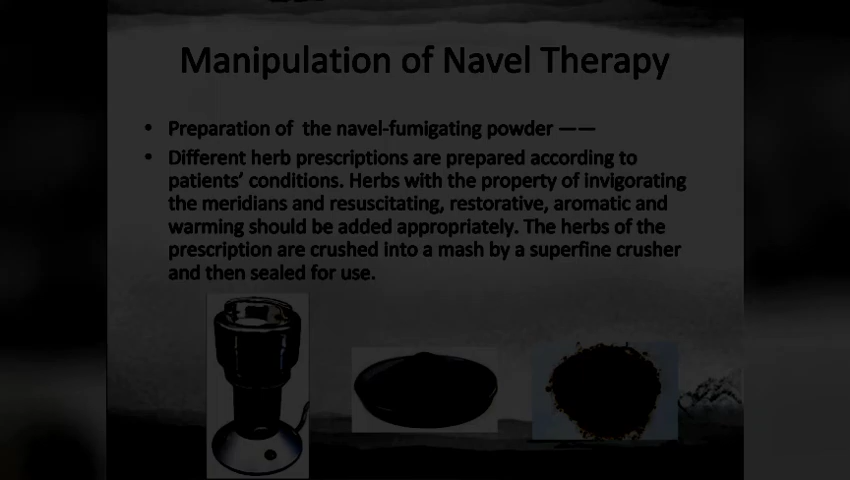 Manipulation of Navel Therapy
• Preparation of the navel-fumigating powder ——
• Different herb prescriptions are prepared according to
patients’ conditions. Herbs with the property of invigorating
the meridians and resuscitating, restorative, aromatic and
warming should be added appropriately. The herbs of the
prescription are crushed into a mash by a superfine crusher
and then sealed for use.